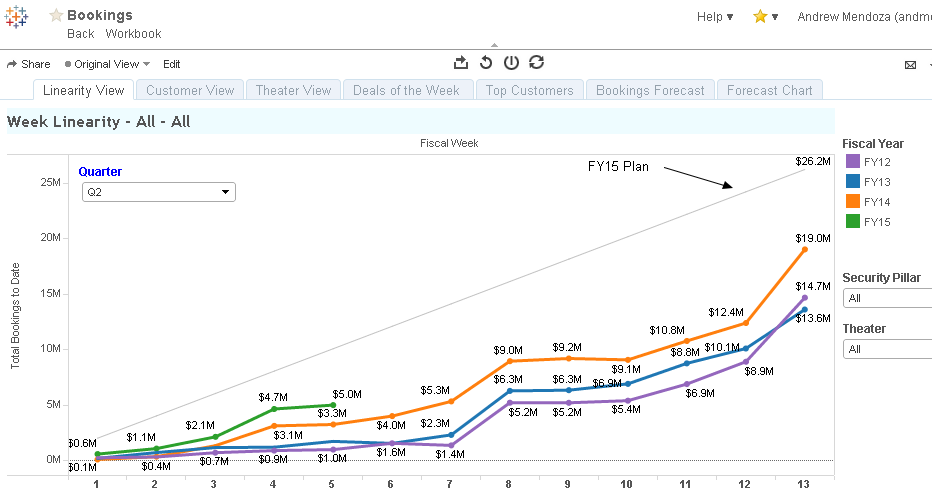 Bookings
Help ▾ ▾ Andrew Mendoza (andm
Back Workbook
Share Original View Edit
Linearity View Customer View Theater View Deals of the Week Top Customers Bookings Forecast Forecast Chart
Week Linearity - All - All
Fiscal Week
Quarter
Q2
FY15 Plan
Total Bookings to Date
25M
20M
15M
10M
5M
0M
$26.2M
$19.0M
$14.7M
$13.6M
$12.4M
$10.8M
$10.1M
$8.8M
$8.9M
$9.0M
$9.2M
$9.1M
$6.3M
$6.3M
$6.9M
$6.9M
$5.2M
$5.2M
$5.4M
$4.7M
$5.0M
$5.3M
$3.3M
$4.0M
$2.3M
$2.1M
$3.1M
$1.1M
$0.6M
$0.1M
$0.4M
$0.7M
$0.9M
$1.0M
$1.6M
$1.4M
1 2 3 4 5 6 7 8 9 10 11 12 13
Fiscal Year
FY12
FY13
FY14
FY15
Security Pillar
All
Theater
All